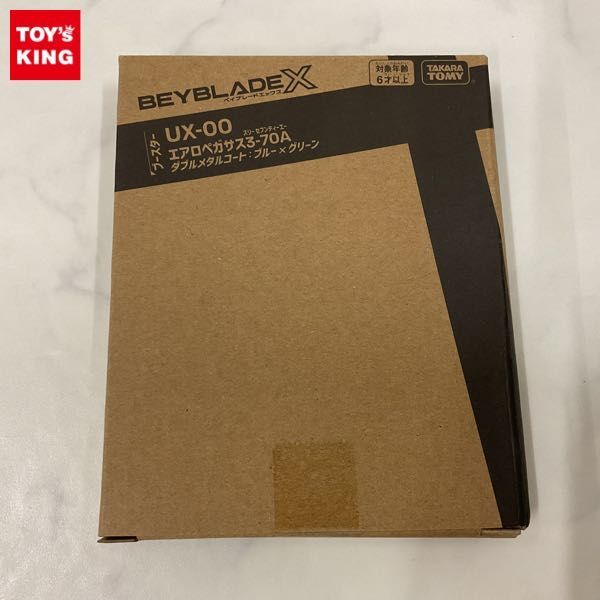 TOY's
KING
BEYBLADE X
ベイブレードエックス
対象年齢
6才以上
TAKARA
TOMY
ブースター
UX-00
スリーセブンティーエー
エアロペガサス3-70A
ダブルメタルコート：ブルー×グリーン